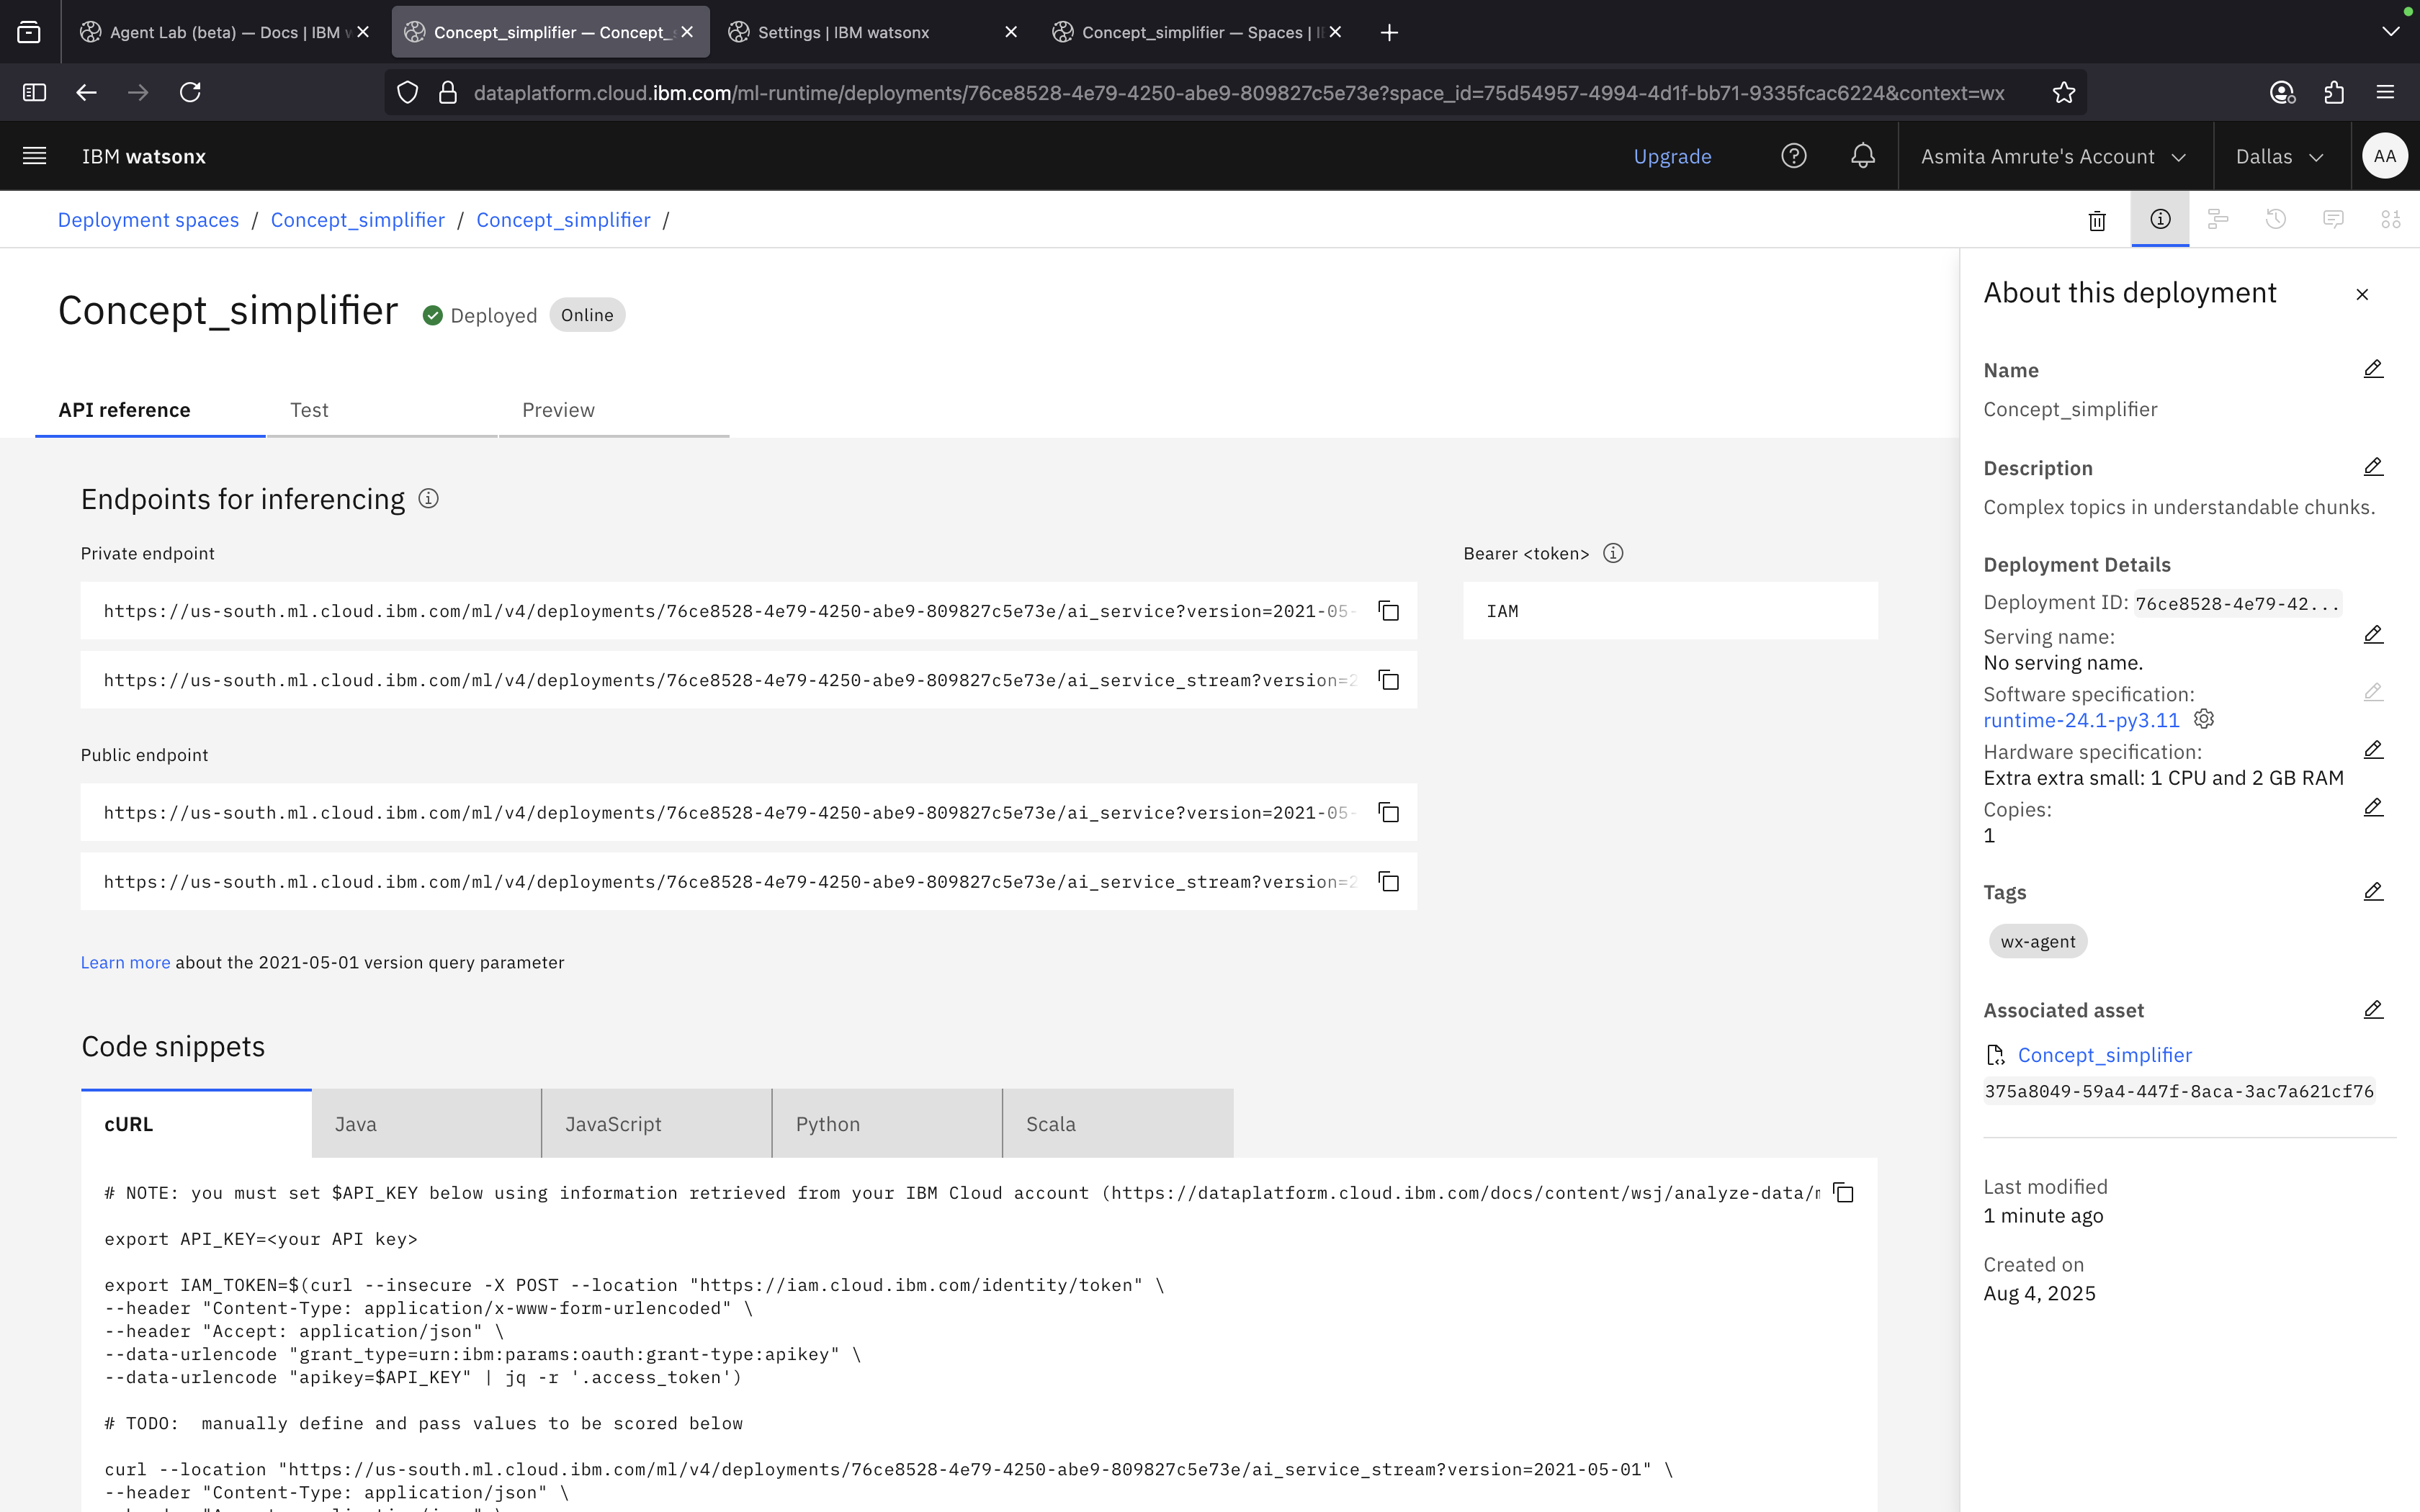 Agent Lab (beta) — Docs | IBM w
Concept_simplifier — Concept_s
Settings | IBM watsonx
Concept_simplifier — Spaces | IB
dataplatform.cloud.ibm.com/ml-runtime/deployments/76ce8528-4e79-4250-abe9-809827c5e73e?space_id=75d54957-4994-4d1f-bb71-9335fcac6224&context=wx
IBM watsonx
Upgrade
Asmita Amrute's Account
Dallas
AA
Deployment spaces / Concept_simplifier / Concept_simplifier /
Concept_simplifier
Deployed
Online
API reference
Test
Preview
Endpoints for inferencing
Private endpoint
https://us-south.ml.cloud.ibm.com/ml/v4/deployments/76ce8528-4e79-4250-abe9-809827c5e73e/ai_service?version=2021-05-
https://us-south.ml.cloud.ibm.com/ml/v4/deployments/76ce8528-4e79-4250-abe9-809827c5e73e/ai_service_stream?version=2
Bearer <token>
IAM
Public endpoint
https://us-south.ml.cloud.ibm.com/ml/v4/deployments/76ce8528-4e79-4250-abe9-809827c5e73e/ai_service?version=2021-05-
https://us-south.ml.cloud.ibm.com/ml/v4/deployments/76ce8528-4e79-4250-abe9-809827c5e73e/ai_service_stream?version=2
Learn more about the 2021-05-01 version query parameter
Code snippets
cURL
Java
JavaScript
Python
Scala
# NOTE: you must set $API_KEY below using information retrieved from your IBM Cloud account (https://dataplatform.cloud.ibm.com/docs/content/wsj/analyze-data/m
export API_KEY=<your API key>
export IAM_TOKEN=$(curl --insecure -X POST --location "https://iam.cloud.ibm.com/identity/token" \
--header "Content-Type: application/x-www-form-urlencoded" \
--header "Accept: application/json" \
--data-urlencode "grant_type=urn:ibm:params:oauth:grant-type:apikey" \
--data-urlencode "apikey=$API_KEY" | jq -r '.access_token')
# TODO:  manually define and pass values to be scored below
curl --location "https://us-south.ml.cloud.ibm.com/ml/v4/deployments/76ce8528-4e79-4250-abe9-809827c5e73e/ai_service_stream?version=2021-05-01" \
--header "Content-Type: application/json" \
About this deployment
Name
Concept_simplifier
Description
Complex topics in understandable chunks.
Deployment Details
Deployment ID: 76ce8528-4e79-42...
Serving name:
No serving name.
Software specification:
runtime-24.1-py3.11
Hardware specification:
Extra extra small: 1 CPU and 2 GB RAM
Copies:
1
Tags
wx-agent
Associated asset
Concept_simplifier
375a8049-59a4-447f-8aca-3ac7a621cf76
Last modified
1 minute ago
Created on
Aug 4, 2025